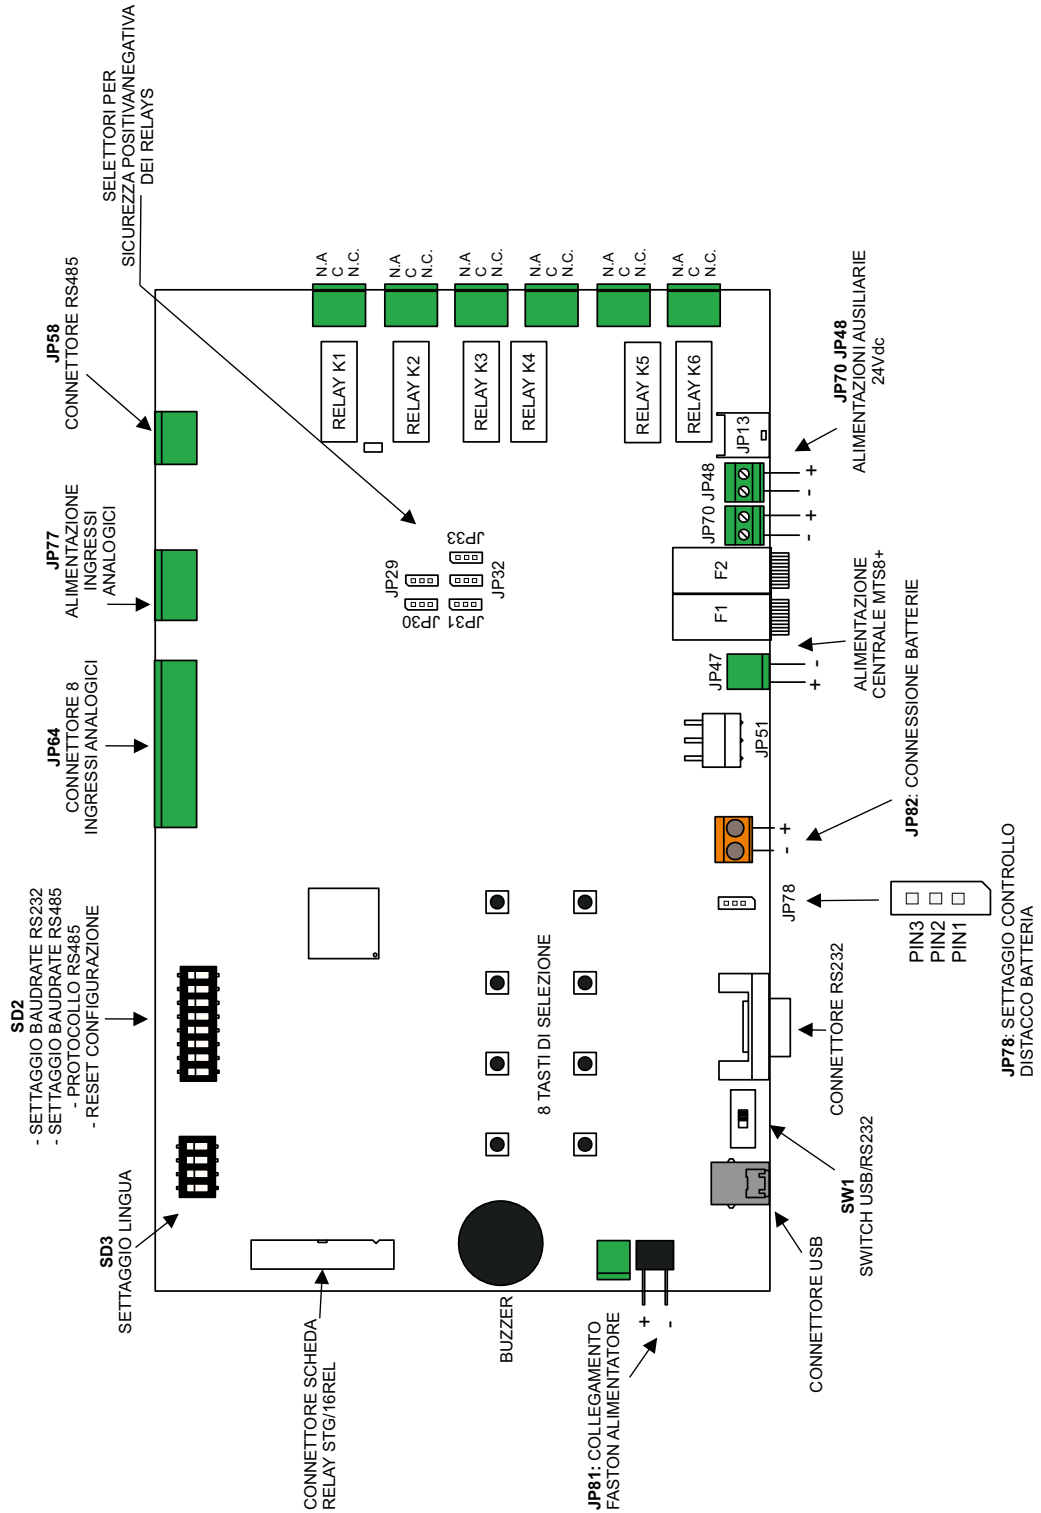 SD3
SETTAGGIO LINGUA
SD2
- SETTAGGIO BAUDRATE RS232
- SETTAGGIO BAUDRATE RS485
- PROTOCOLLO RS485
- RESET CONFIGURAZIONE
JP64
CONNETTORE 8
INGRESSI ANALOGICI
JP77
ALIMENTAZIONE
INGRESSI
ANALOGICI
JP58
CONNETTORE RS485
SELETTORI PER
SICUREZZA POSITIVA/NEGATIVA
DEI RELAYS
CONNETTORE SCHEDA
RELAY STG/16REL
BUZZER
8 TASTI DI SELEZIONE
JP29
JP30
JP31
JP32
JP33
RELAY K1
N.A
C
N.C.
RELAY K2
N.A
C
N.C.
RELAY K3
N.A
C
N.C.
RELAY K4
N.A
C
N.C.
RELAY K5
N.A
C
N.C.
RELAY K6
N.A
C
N.C.
JP81: COLLEGAMENTO
FASTON ALIMENTATORE
+
-
CONNETTORE USB
SW1
SWITCH USB/RS232
CONNETTORE RS232
JP78
PIN3
PIN2
PIN1
JP78: SETTAGGIO CONTROLLO
DISTACCO BATTERIA
- +
JP82: CONNESSIONE BATTERIE
JP51
JP47
+ -
ALIMENTAZIONE
CENTRALE MTS8+
F1
F2
JP70 JP48
- + - +
JP13
JP70 JP48
ALIMENTAZIONI AUSILIARIE
24Vdc